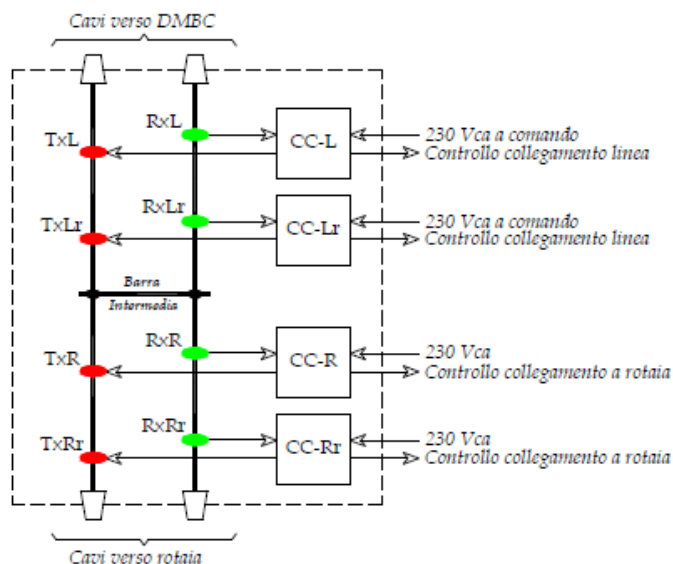 Cavi verso DMBC
RxL
TxL
CC-L
230 Vca a comando
Controllo collegamento linea
RxLr
TxLr
CC-Lr
230 Vca a comando
Controllo collegamento linea
Barra
Intermedia
RxR
TxR
CC-R
230 Vca
Controllo collegamento a rotaia
RxRr
TxRr
CC-Rr
230 Vca
Controllo collegamento a rotaia
Cavi verso rotaia